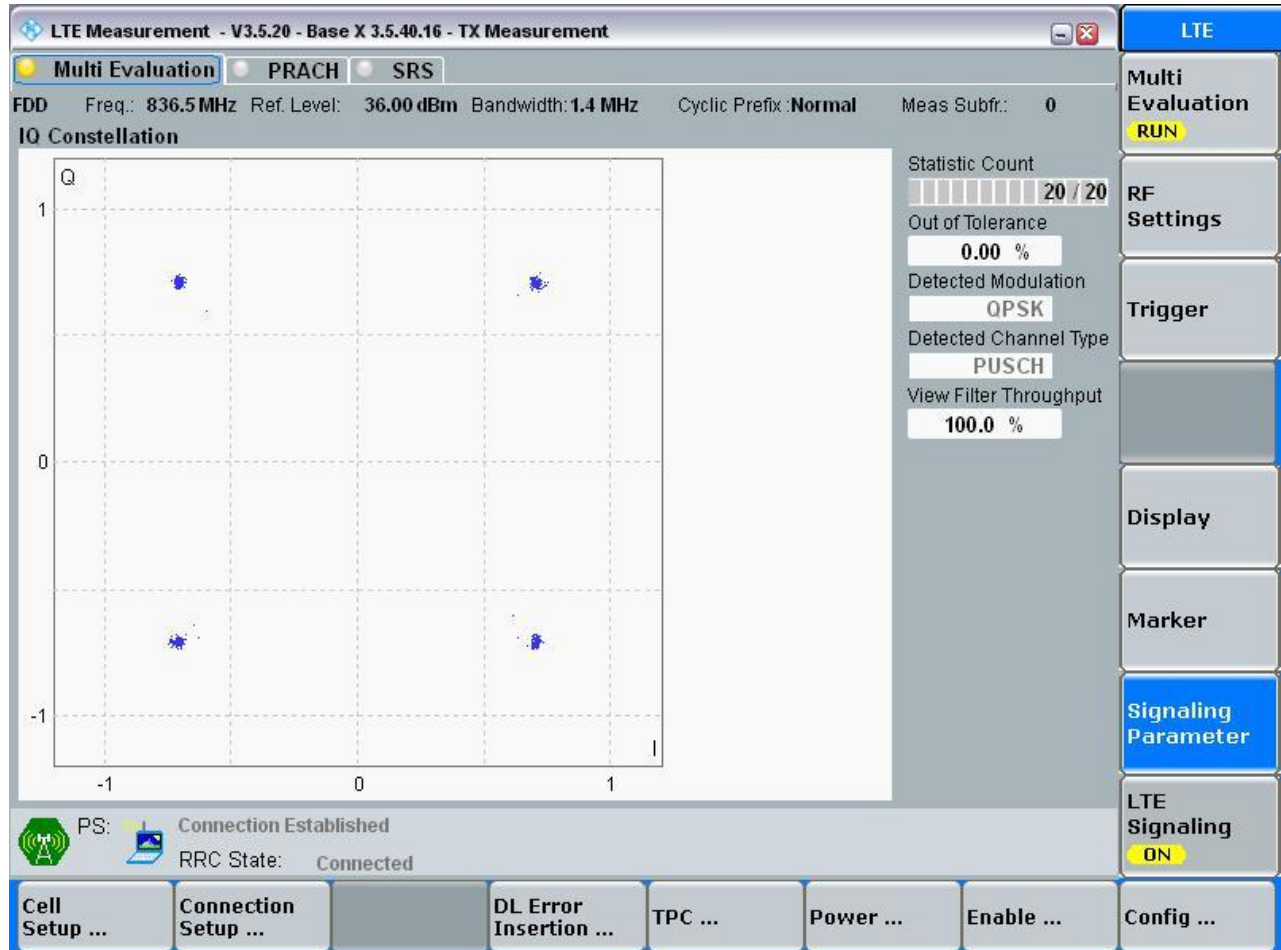 LTE Measurement - V3.5.20 - Base X 3.5.40.16 - TX Measurement
Multi Evaluation PRACH SRS
FDD Freq.: 836.5 MHz Ref. Level: 36.00 dBm Bandwidth: 1.4 MHz Cyclic Prefix : Normal Meas Subfr.: 0
IQ Constellation
Q
1
0
-1
I
-1 0 1
Statistic Count
20 / 20
Out of Tolerance
0.00 %
Detected Modulation
QPSK
Detected Channel Type
PUSCH
View Filter Throughput
100.0 %
PS: Connection Established
RRC State: Connected
LTE
Multi
Evaluation
RUN
RF
Settings
Trigger
Display
Marker
Signaling
Parameter
LTE
Signaling
ON
Cell
Setup ...
Connection
Setup ...
DL Error
Insertion ...
TPC ...
Power ...
Enable ...
Config ...